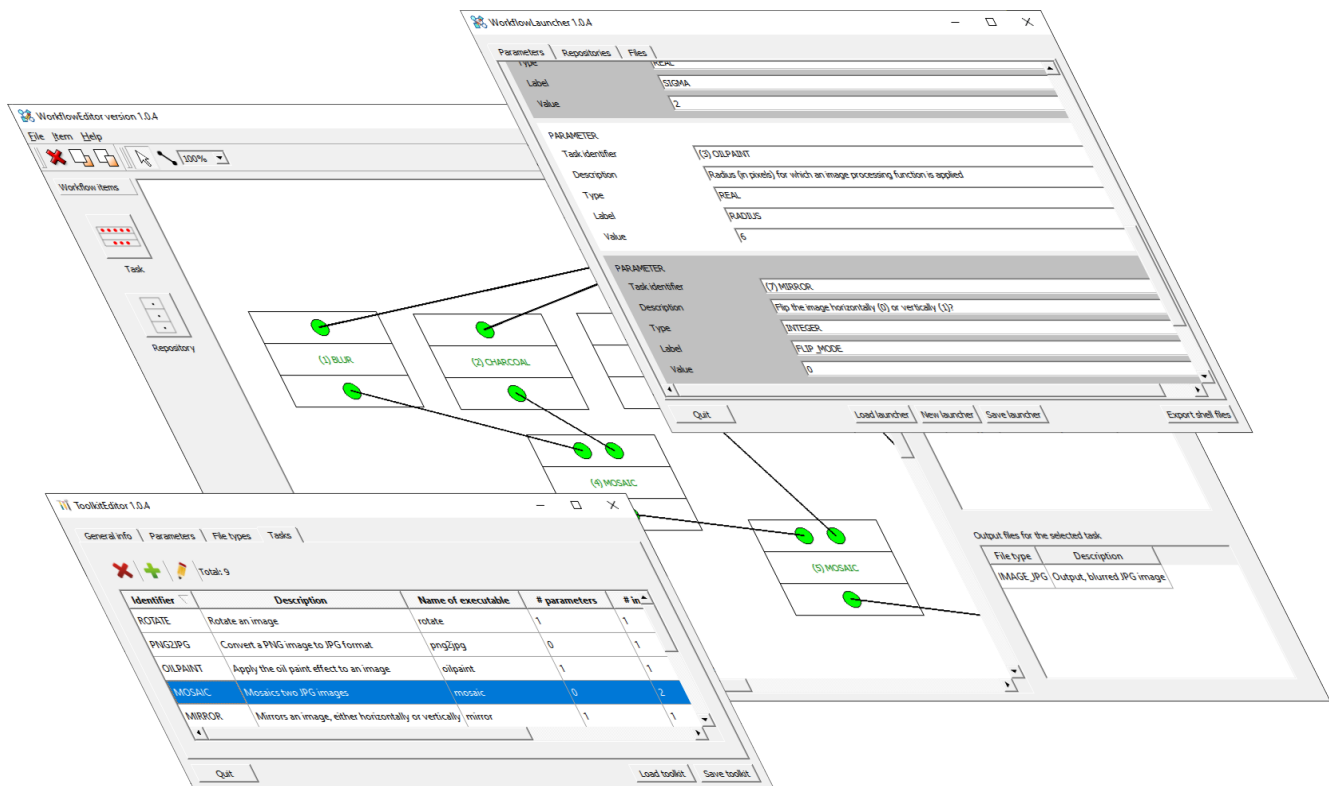 WorkflowLauncher 1.0.4
Parameters Repositories Files
Type REAL
Label SIGMA
Value 2
PARAMETER
Task identifier (3) OILPAINT
Description Radius (in pixels) for which an image processing function is applied
Type REAL
Label RADIUS
Value 6
PARAMETER
Task identifier (7) MIRROR
Description Flip the image horizontally (0) or vertically (1)?
Type INTEGER
Label FLIP_MODE
Value 0
Quit Load launcher New launcher Save launcher Export shell files
WorkflowEditor version 1.0.4
File Item Help
100%
Workflow items
Task
Repository
(1) BLUR (2) CHARCOAL
(4) MOSAIC
(5) MOSAIC
Output files for the selected task
File type Description
IMAGE_JPG Output, blurred JPG image
ToolkitEditor 1.0.4
General info Parameters File types Tasks
Total: 9
Identifier Description Name of executable # parameters # in
ROTATE Rotate an image rotate 1 1
PNG2JPG Convert a PNG image to JPG format png2jpg 0 1
OILPAINT Apply the oil paint effect to an image oilpaint 1 1
MOSAIC Mosaics two JPG images mosaic 0 2
MIRROR Mirrors an image, either horizontally or vertically mirror 1 1
Quit Load toolkit Save toolkit